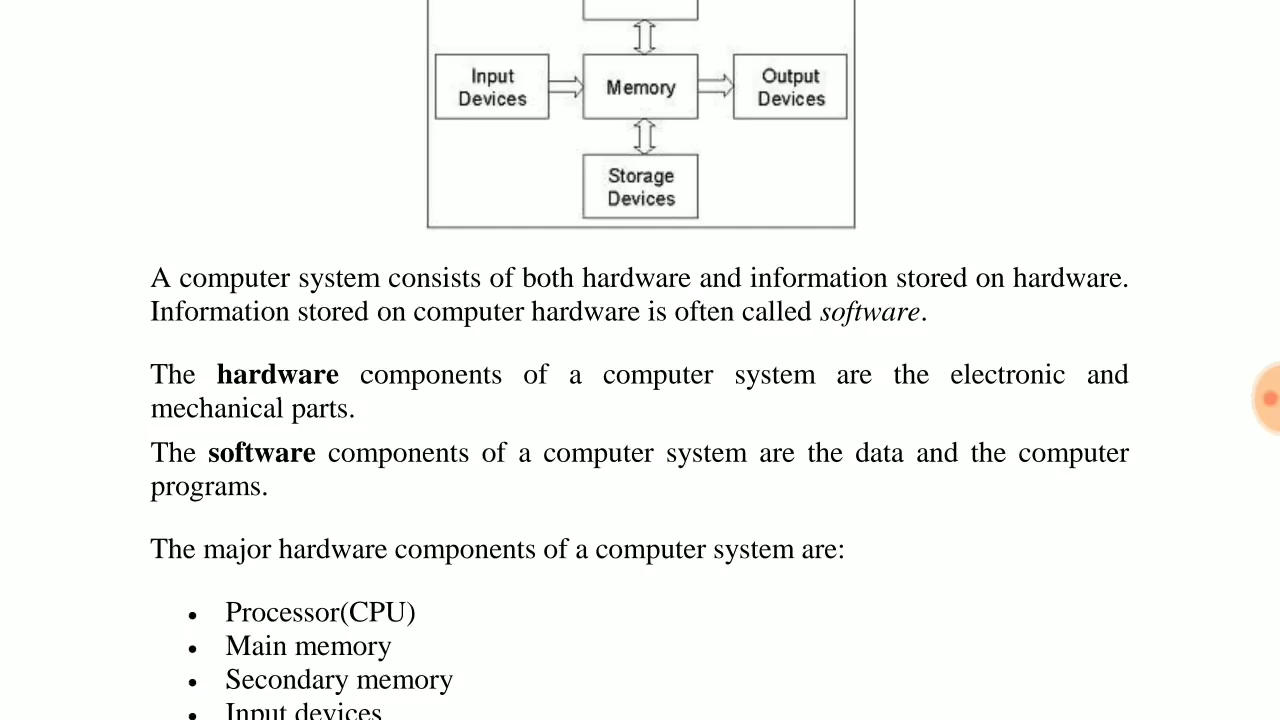 Input
Devices
Memory
Output
Devices
Storage
Devices
A computer system consists of both hardware and information stored on hardware.
Information stored on computer hardware is often called software.
The hardware components of a computer system are the electronic and
mechanical parts.
The software components of a computer system are the data and the computer
programs.
The major hardware components of a computer system are:
• Processor(CPU)
• Main memory
• Secondary memory
• Input devices